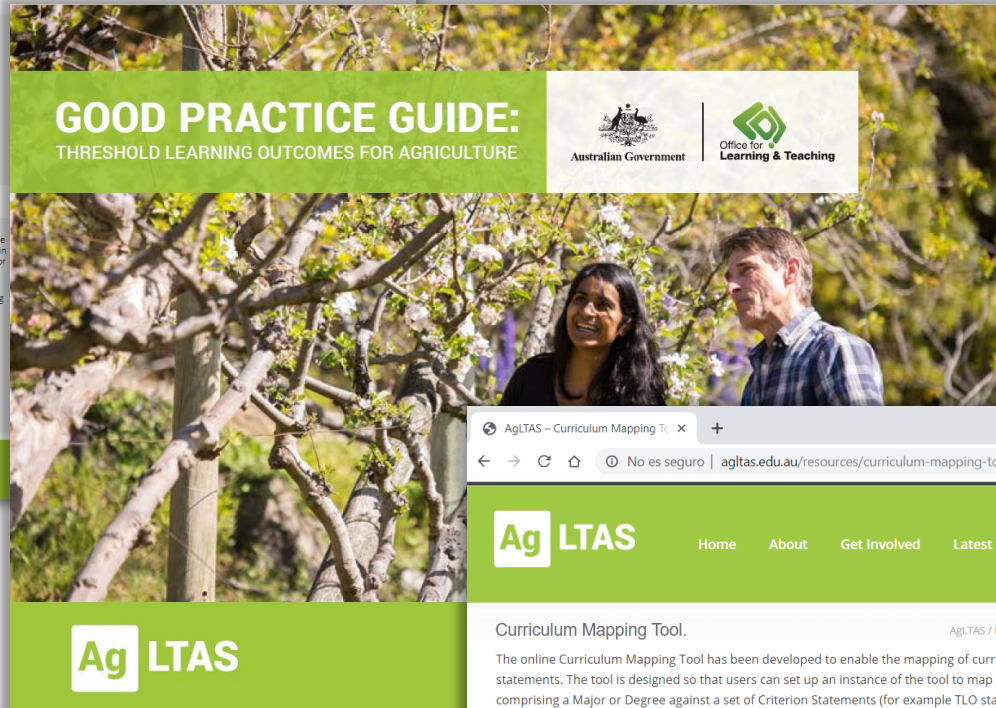 GOOD PRACTICE GUIDE:
THRESHOLD LEARNING OUTCOMES FOR AGRICULTURE
Australian Government
Office for
Learning & Teaching
AgLTAS – Curriculum Mapping To
No es seguro | agltas.edu.au/resources/curriculum-mapping-to
Ag LTAS
Home About Get Involved Latest
Curriculum Mapping Tool.
AgLTAS /
The online Curriculum Mapping Tool has been developed to enable the mapping of curr
statements. The tool is designed so that users can set up an instance of the tool to map
comprising a Major or Degree against a set of Criterion Statements (for example TLO sta
Ag LTAS